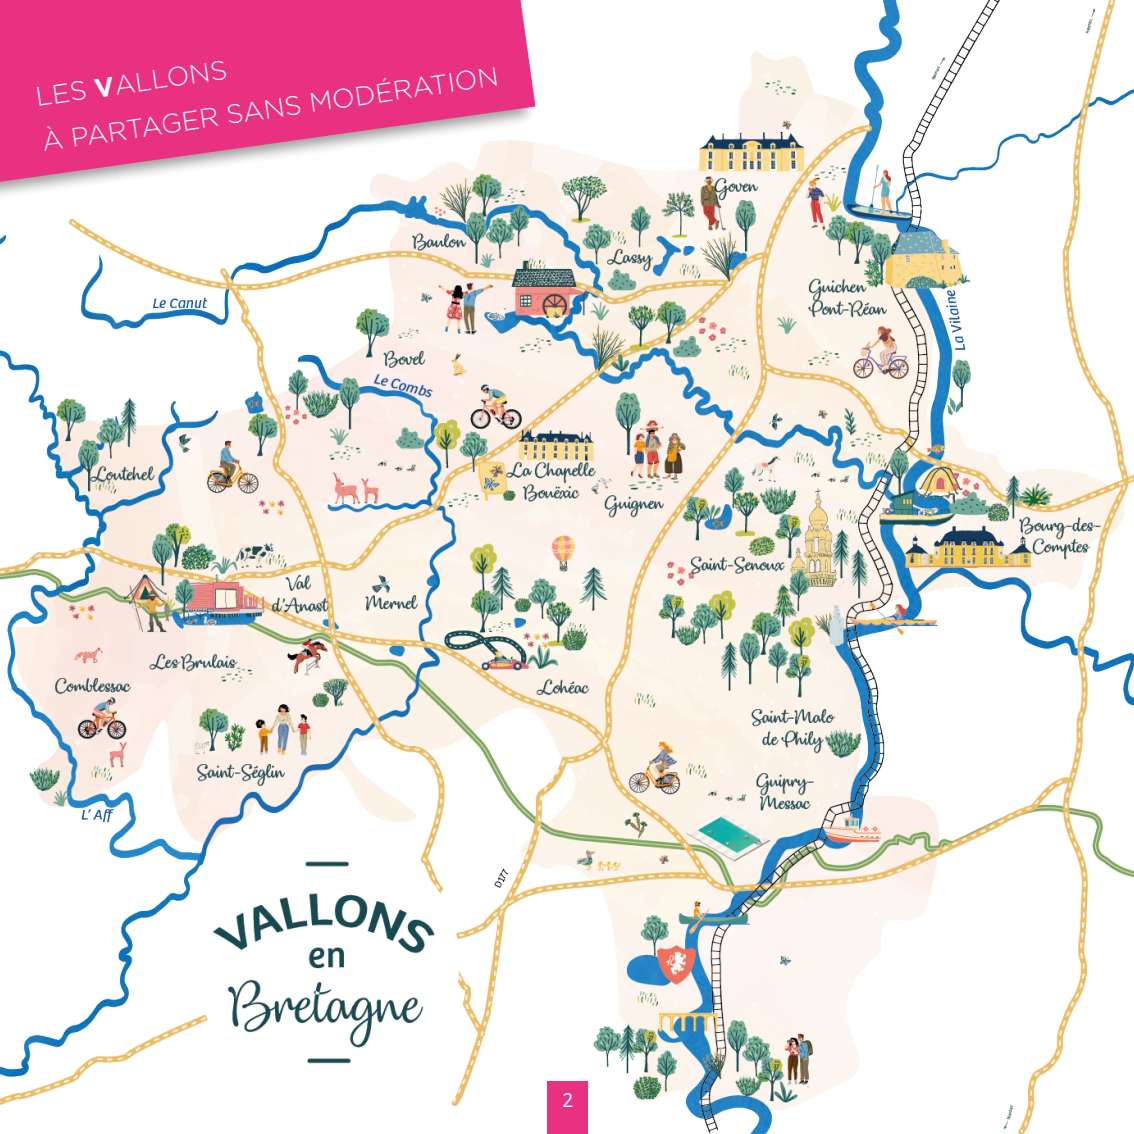 LES VALLONS
À PARTAGER SANS MODÉRATION
Goven
Baulon
Lassy
Guichen
Pont-Réan
Le Canut
La Vilaine
Bovel
Le Combs
Loutehel
La Chapelle
Bouëxic
Guignen
Bourg-des-
Comptes
Saint-Senoux
Val
d'Anast
Mernel
Les Brulais
Comblessac
Lohéac
Saint-Malo
de Phily
Saint-Séglin
Guipry-
Messac
L' Aff
D177
VALLONS
en
Bretagne
2